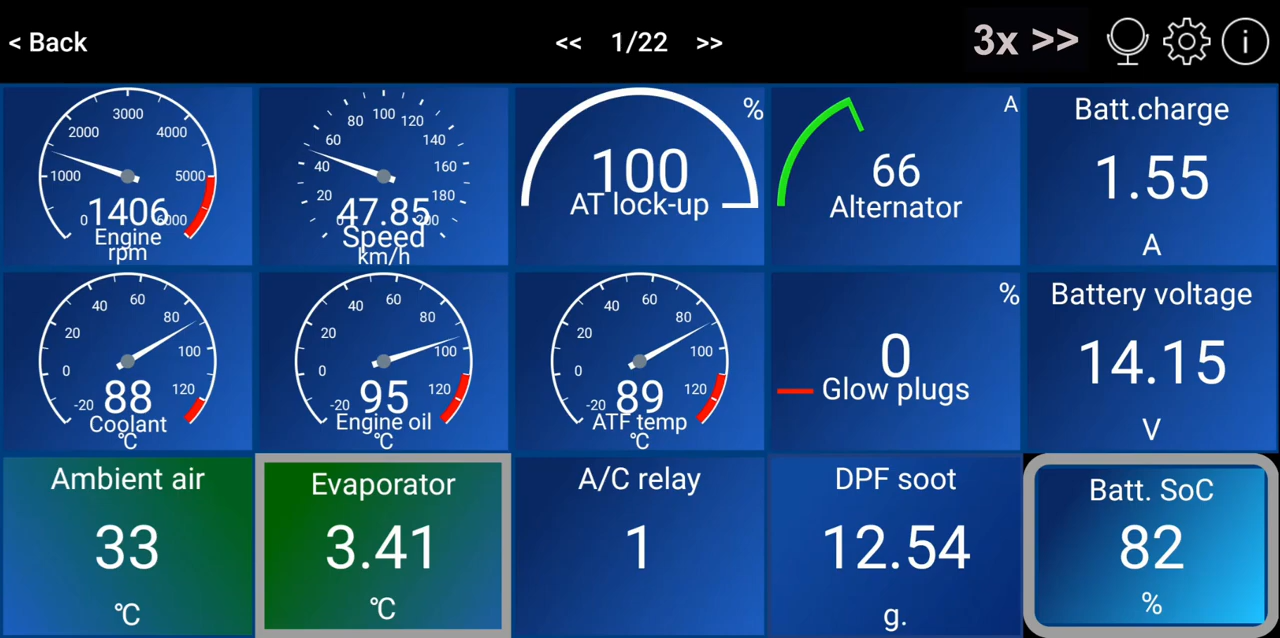 < Back
<< 1/22 >>
3x >>
i
3000
2000
4000
1000
5000
0
6000
1406
Engine
rpm
100
80
120
60
140
40
160
20
180
0
200
47.85
Speed
km/h
%
100
AT lock-up
A
66
Alternator
Batt.charge
1.55
A
60
40
80
20
100
0
120
-20
88
Coolant
℃
60
40
80
20
100
0
120
-20
95
Engine oil
℃
60
40
80
20
100
0
120
-20
89
ATF temp
℃
%
0
Glow plugs
Battery voltage
14.15
V
Ambient air
33
℃
Evaporator
3.41
℃
A/C relay
1
DPF soot
12.54
g.
Batt. SoC
82
%